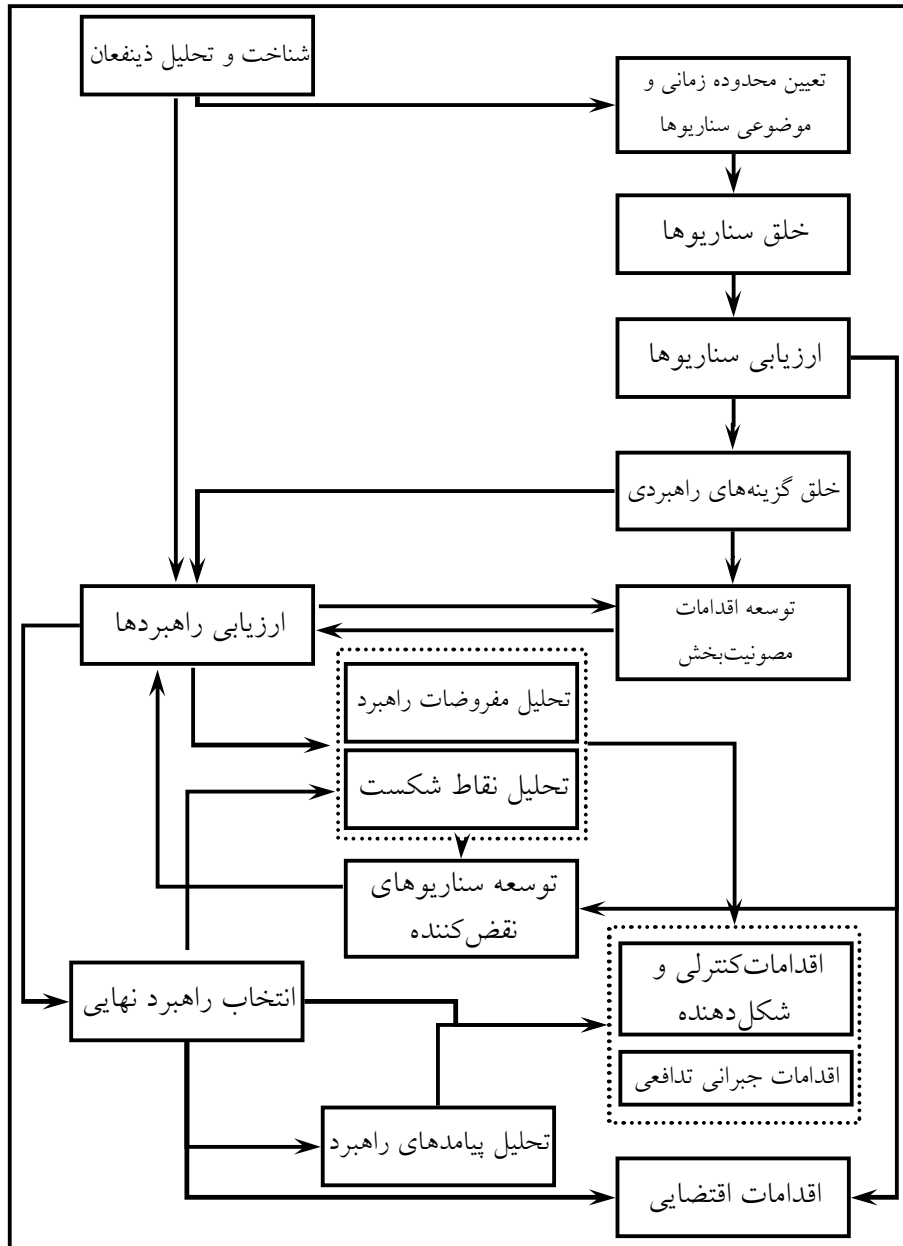 شناخت و تحلیل ذینفعان
تعیین محدوده زمانی و
موضوعی سناریوها
خلق سناریوها
ارزیابی سناریوها
خلق گزینه‌های راهبردی
توسعه اقدامات
مصونیت‌بخش
ارزیابی راهبردها
تحلیل مفروضات راهبرد
تحلیل نقاط شکست
توسعه سناریوهای
نقض‌کننده
اقدامات‌کنترلی و
شکل‌دهنده
اقدامات جبرانی تدافعی
انتخاب راهبرد نهایی
تحلیل پیامدهای راهبرد
اقدامات اقتضایی